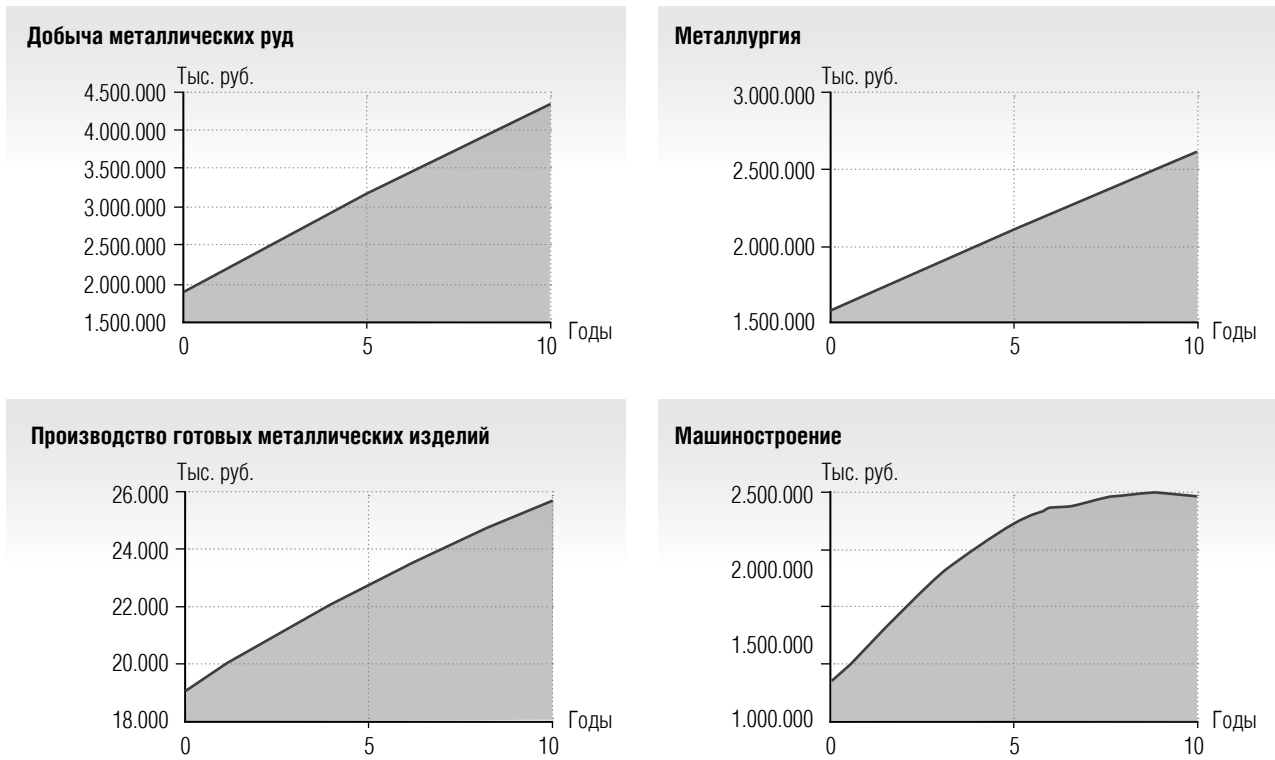 Добыча металлических руд
Тыс. руб.
4.500.000
4.000.000
3.500.000
3.000.000
2.500.000
2.000.000
1.500.000
0 5 10 Годы
Металлургия
Тыс. руб.
3.000.000
2.500.000
2.000.000
1.500.000
0 5 10 Годы
Производство готовых металлических изделий
Тыс. руб.
26.000
24.000
22.000
20.000
18.000
0 5 10 Годы
Машиностроение
Тыс. руб.
2.500.000
2.000.000
1.500.000
1.000.000
0 5 10 Годы